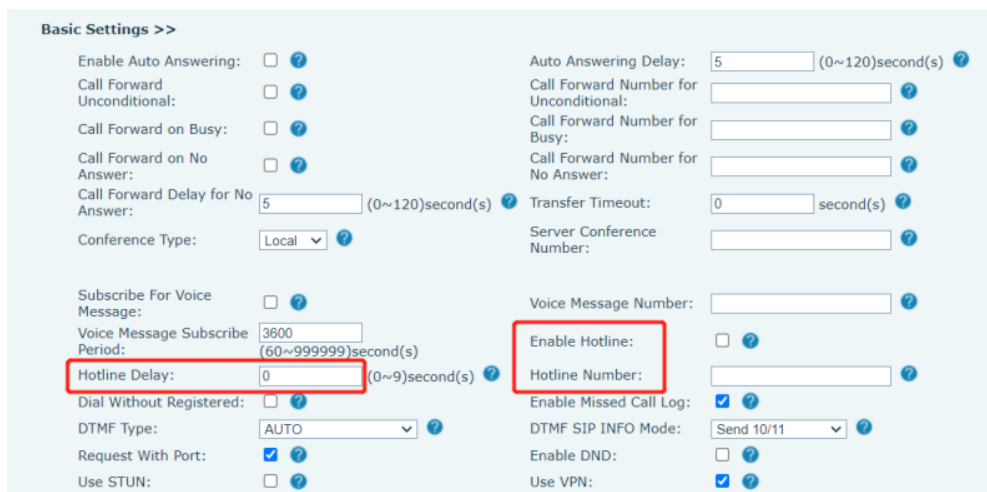 Basic Settings >>
Enable Auto Answering: ? Auto Answering Delay: 5 (0~120)second(s) ?
Call Forward
Unconditional: ? Call Forward Number for
Unconditional: ?
Call Forward on Busy: ? Call Forward Number for
Busy: ?
Call Forward on No
Answer: ? Call Forward Number for
No Answer: ?
Call Forward Delay for No
Answer: 5 (0~120)second(s) ? Transfer Timeout: 0 second(s) ?
Conference Type: Local ? Server Conference
Number: ?
Subscribe For Voice
Message: ? Voice Message Number: ?
Voice Message Subscribe
Period: 3600
(60~999999)second(s) Enable Hotline: ?
Hotline Delay: 0 (0~9)second(s) ? Hotline Number: ?
Dial Without Registered: ? Enable Missed Call Log: ?
DTMF Type: AUTO ? DTMF SIP INFO Mode: Send 10/11 ?
Request With Port: ? Enable DND: ?
Use STUN: ? Use VPN: ?